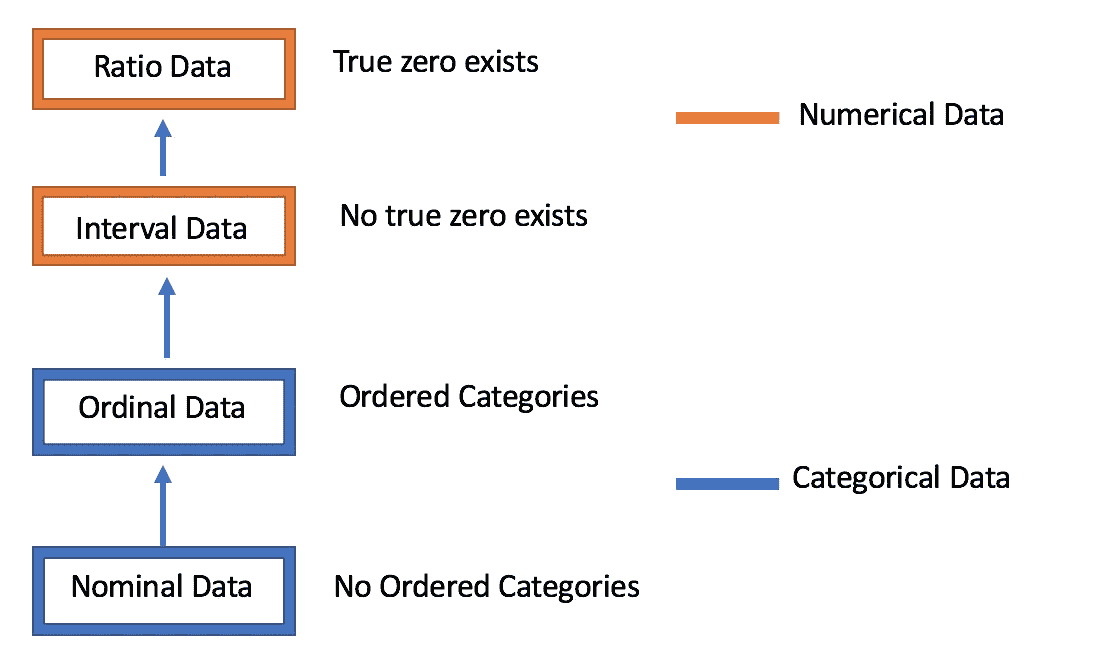 Ratio Data
True zero exists
Numerical Data
Interval Data
No true zero exists
Ordinal Data
Ordered Categories
Categorical Data
Nominal Data
No Ordered Categories